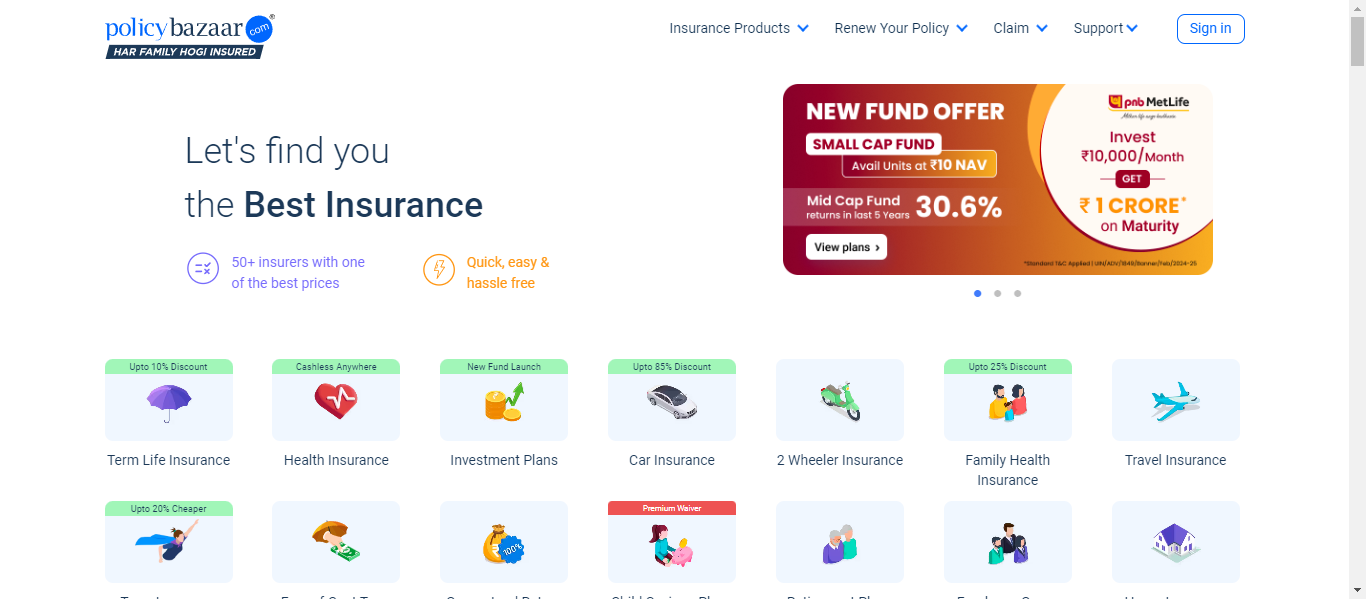 policybazaar.com®
HAR FAMILY HOGI INSURED
Insurance Products
Renew Your Policy
Claim
Support
Sign in
Let's find you
the Best Insurance
50+ insurers with one
of the best prices
Quick, easy &
hassle free
NEW FUND OFFER
SMALL CAP FUND
Avail Units at ₹10 NAV
Mid Cap Fund
returns in last 5 Years
30.6%
View plans ›
pnb MetLife
Milkar life aage badhaein
Invest
₹10,000/Month
GET
₹ 1 CRORE*
on Maturity
*Standard T&C Applied | UIN/ADV/1849/Banner/Feb/2024-25
Upto 10% Discount
Cashless Anywhere
New Fund Launch
Upto 85% Discount
Upto 25% Discount
Term Life Insurance
Health Insurance
Investment Plans
Car Insurance
2 Wheeler Insurance
Family Health
Insurance
Travel Insurance
Upto 20% Cheaper
Premium Waiver
100%